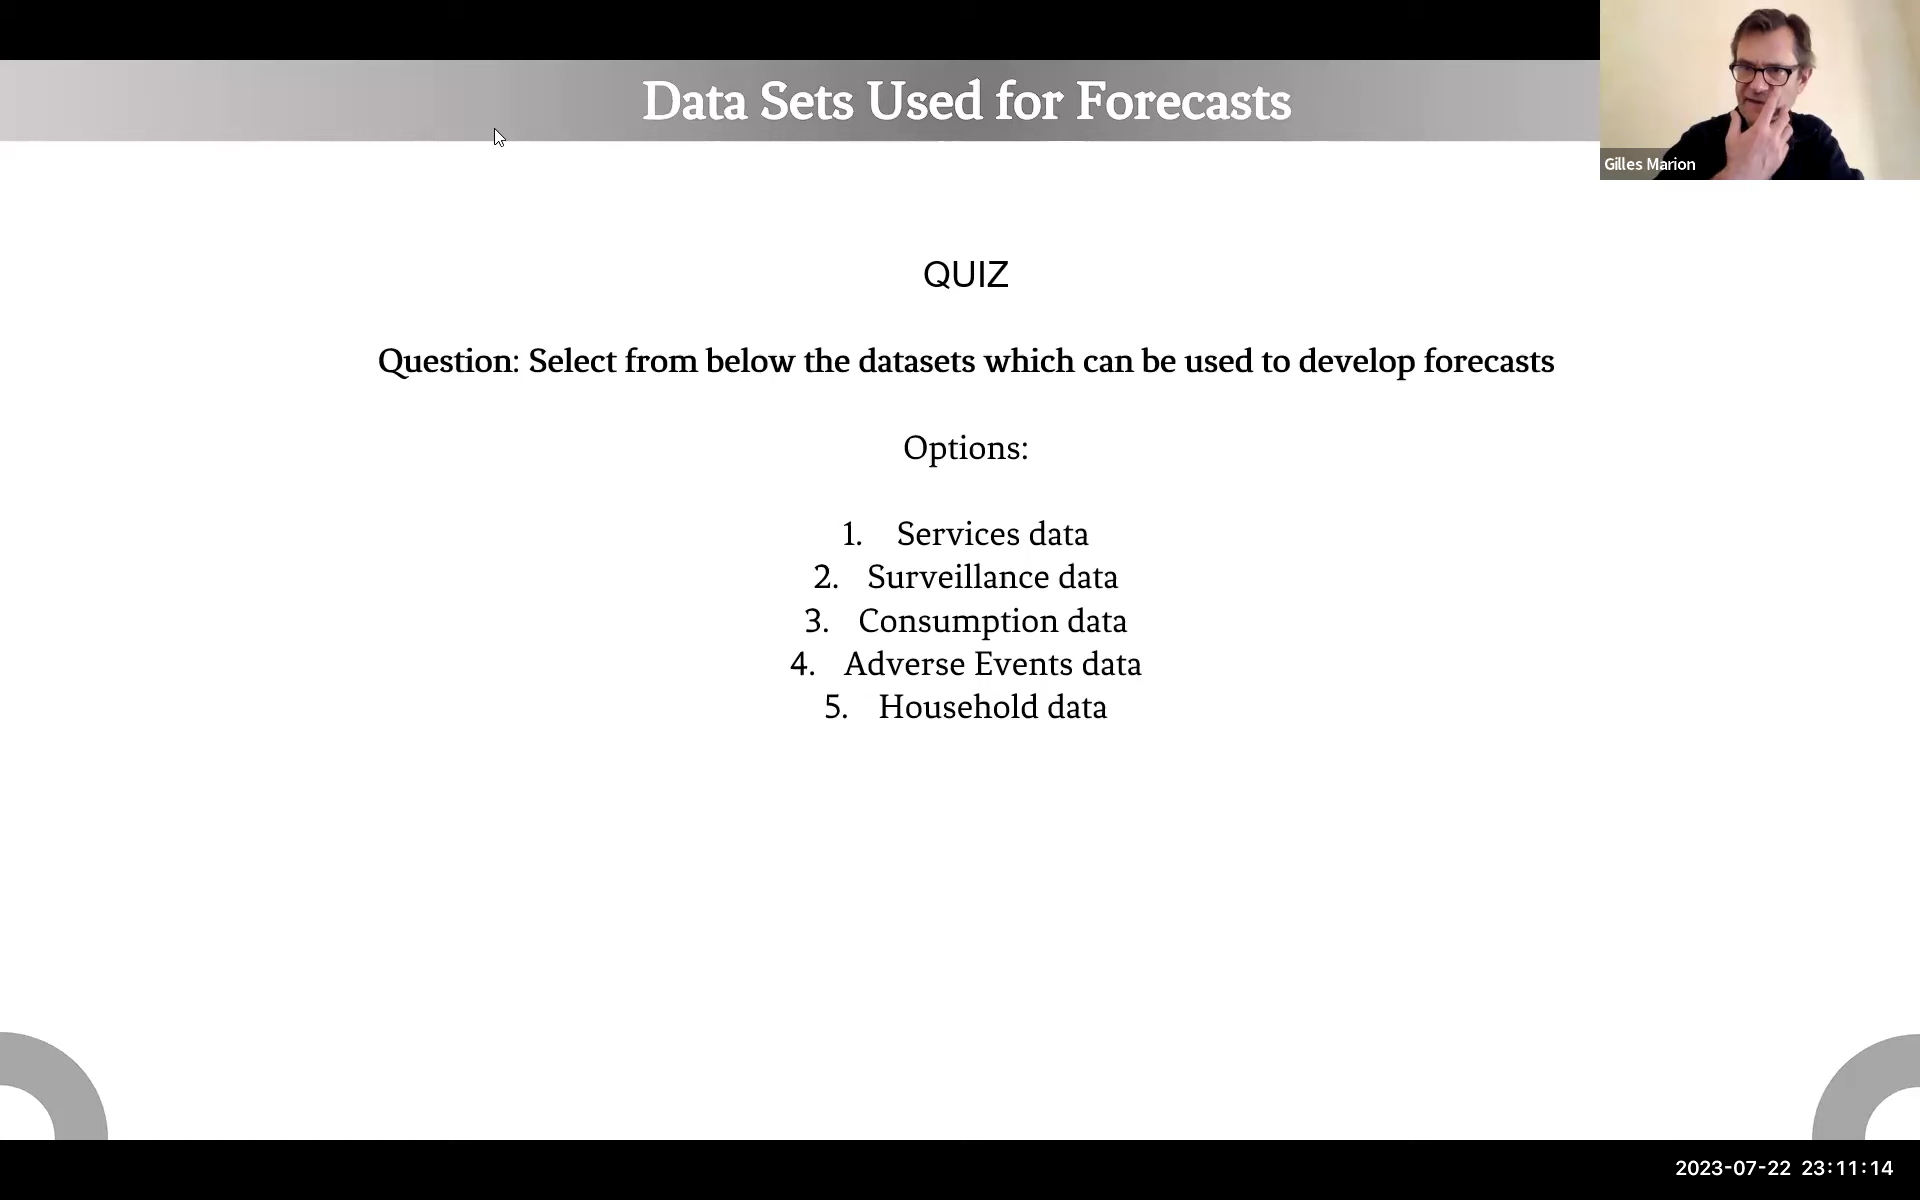 Data Sets Used for Forecasts
Gilles Marion
QUIZ
Question: Select from below the datasets which can be used to develop forecasts
Options:
1. Services data
2. Surveillance data
3. Consumption data
4. Adverse Events data
5. Household data
2023-07-22 23:11:14